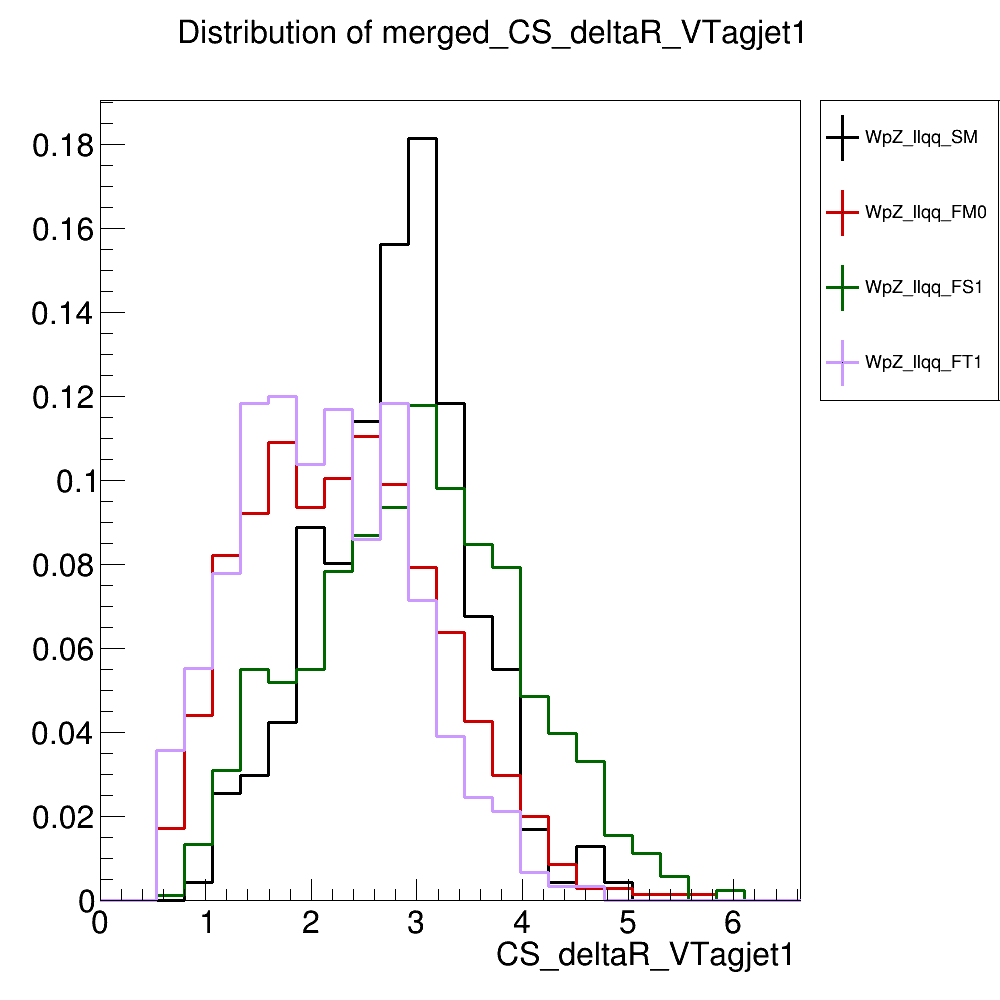 Distribution of merged_CS_deltaR_VTagjet1
WpZ_llqq_SM
WpZ_llqq_FM0
WpZ_llqq_FS1
WpZ_llqq_FT1
0.18
0.16
0.14
0.12
0.1
0.08
0.06
0.04
0.02
0
0 1 2 3 4 5 6
CS_deltaR_VTagjet1